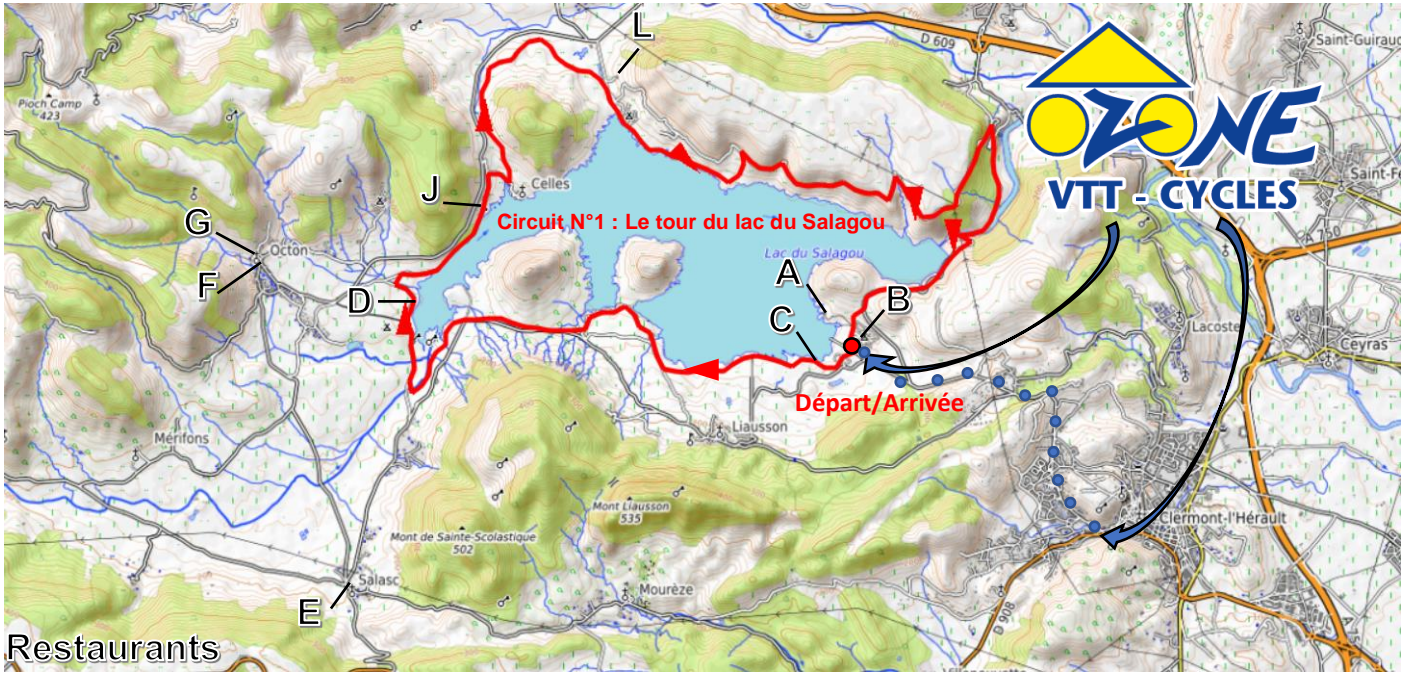 L
D 609
Saint-Guiraud
OZONE
VTT - CYCLES
Pioch Camp
423
Saint-Fé
J
Celles
Circuit N°1 : Le tour du lac du Salagou
A 750
G
Octon
Lac du Salagou
F
A
B
D
C
Lacoste
Ceyras
Départ/Arrivée
Liausson
Mérifons
Mont Liausson
535
Clermont-l'Hérault
Mont de Sainte-Scolastique
502
Salasc
Mourèze
E
D 908
Restaurants